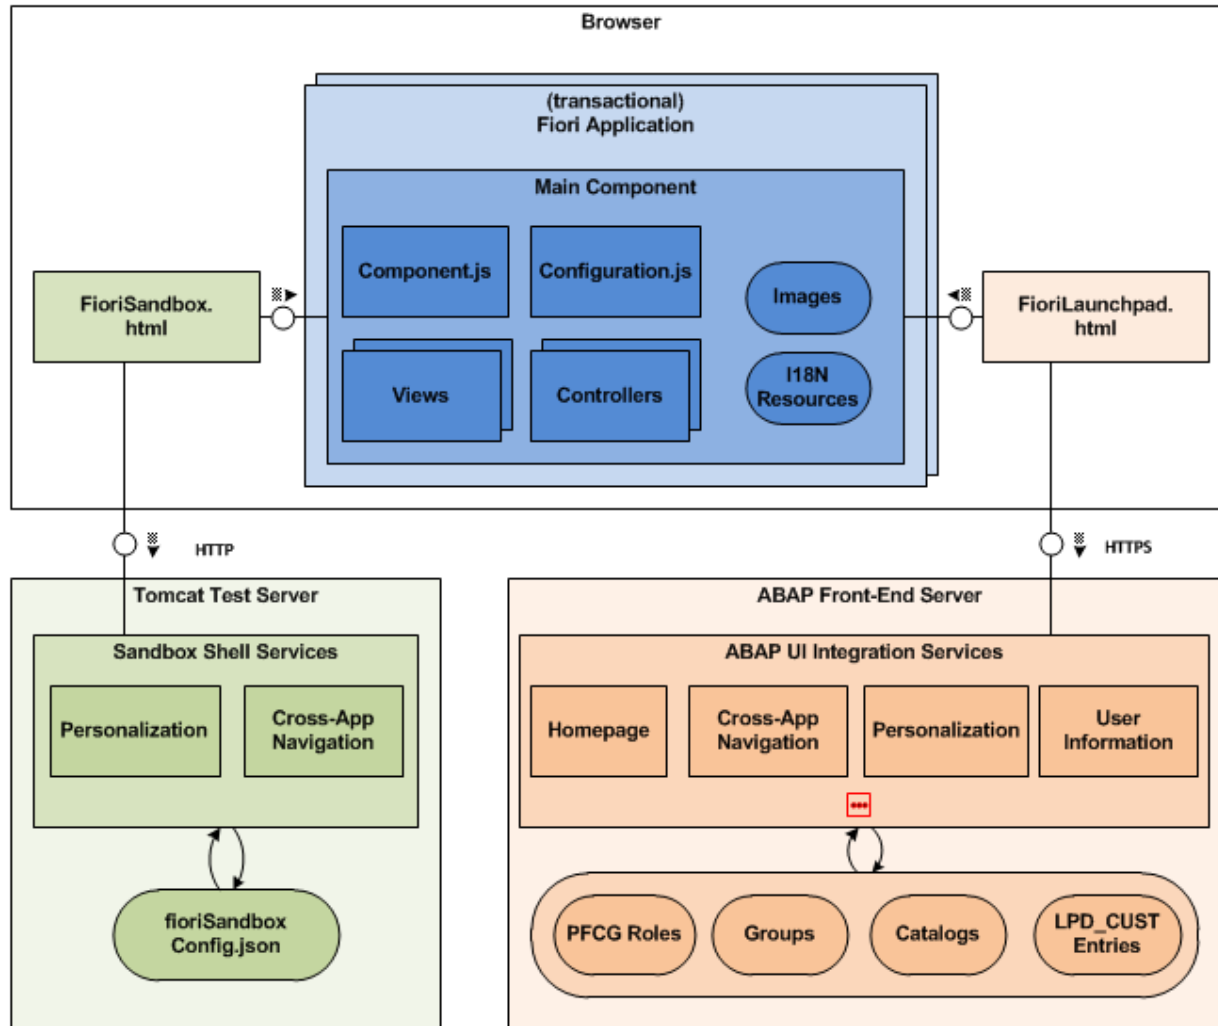 Browser
(transactional)
Fiori Application
Main Component
Component.js
Configuration.js
Images
Views
Controllers
I18N
Resources
FioriSandbox.
html
FioriLaunchpad.
html
HTTP
HTTPS
Tomcat Test Server
Sandbox Shell Services
Personalization
Cross-App
Navigation
fioriSandbox
Config.json
ABAP Front-End Server
ABAP UI Integration Services
Homepage
Cross-App
Navigation
Personalization
User
Information
PFCG Roles
Groups
Catalogs
LPD_CUST
Entries